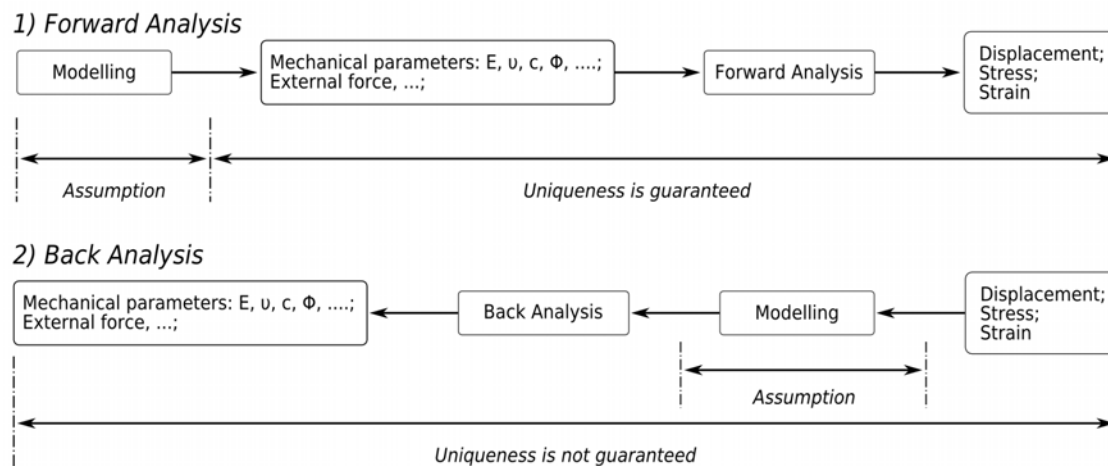 1) Forward Analysis
Modelling
Mechanical parameters: E, υ, c, Φ, ....;
External force, ...;
Forward Analysis
Displacement;
Stress;
Strain
Assumption
Uniqueness is guaranteed
2) Back Analysis
Mechanical parameters: E, υ, c, Φ, ....;
External force, ...;
Back Analysis
Modelling
Displacement;
Stress;
Strain
Assumption
Uniqueness is not guaranteed